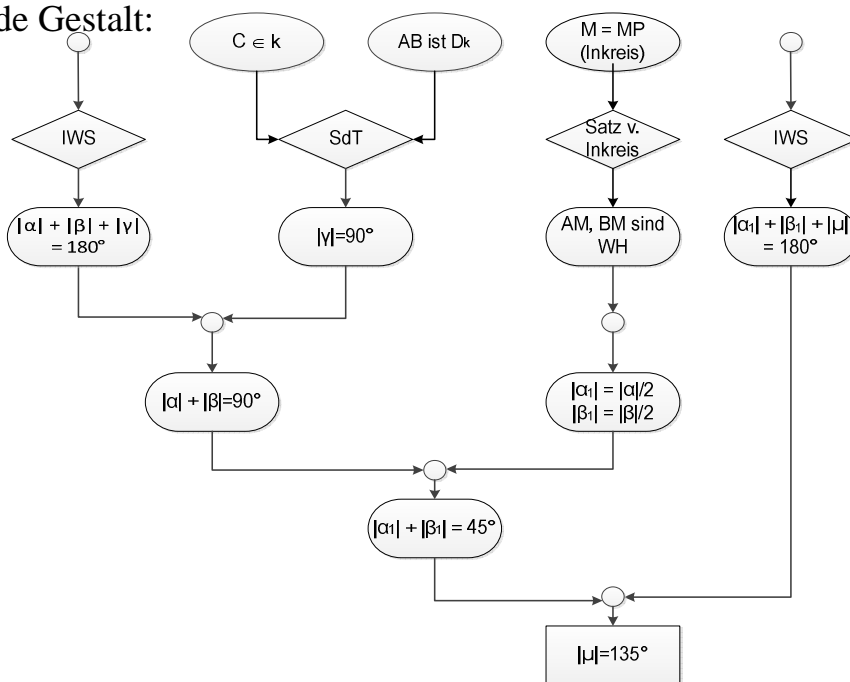 de Gestalt:
C ∈ k
AB ist Dk
M = MP
(Inkreis)
IWS
SdT
Satz v.
Inkreis
IWS
|α| + |β| + |γ|
= 180°
|γ|=90°
AM, BM sind
WH
|α1| + |β1| + |μ|
= 180°
|α| + |β|=90°
|α1| = |α|/2
|β1| = |β|/2
|α1| + |β1| = 45°
|μ|=135°